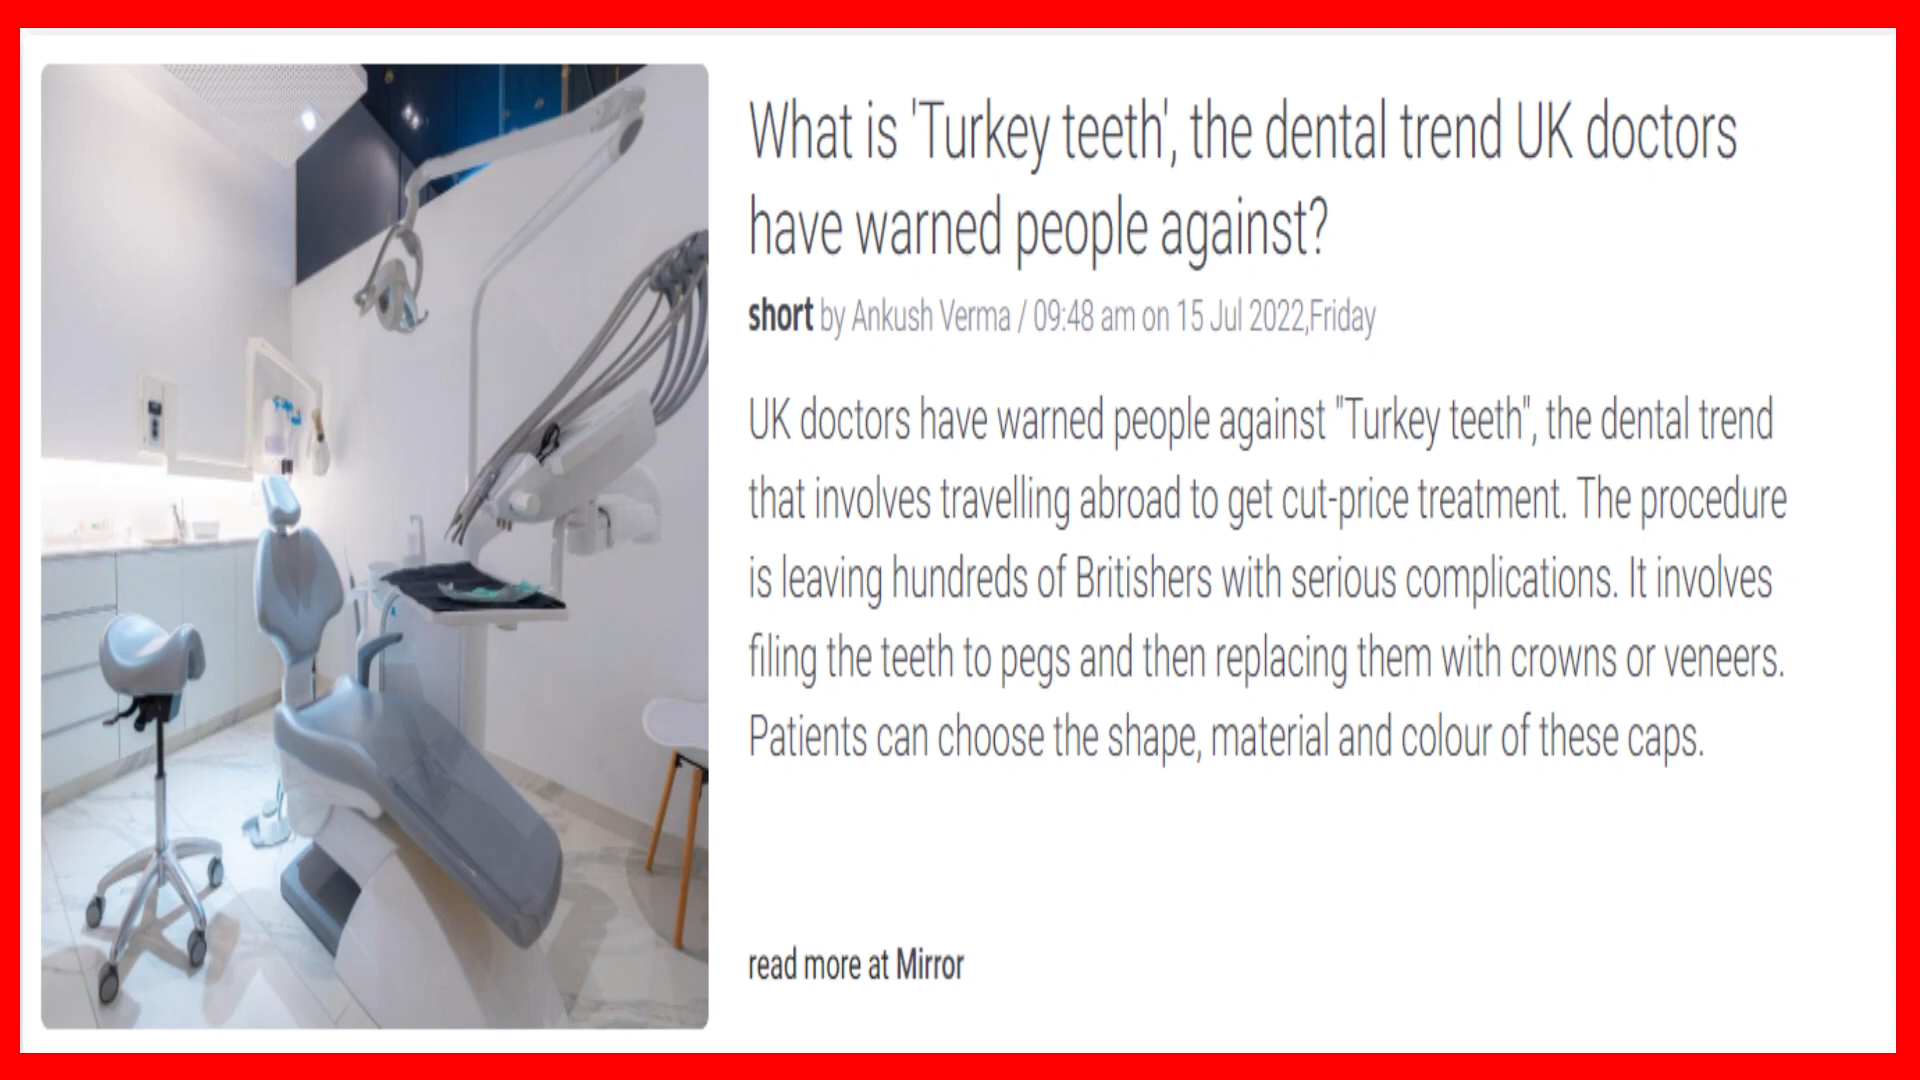 What is 'Turkey teeth', the dental trend UK doctors
have warned people against?
short by Ankush Verma / 09:48 am on 15 Jul 2022,Friday
UK doctors have warned people against "Turkey teeth", the dental trend
that involves travelling abroad to get cut-price treatment. The procedure
is leaving hundreds of Britishers with serious complications. It involves
filing the teeth to pegs and then replacing them with crowns or veneers.
Patients can choose the shape, material and colour of these caps.
read more at Mirror